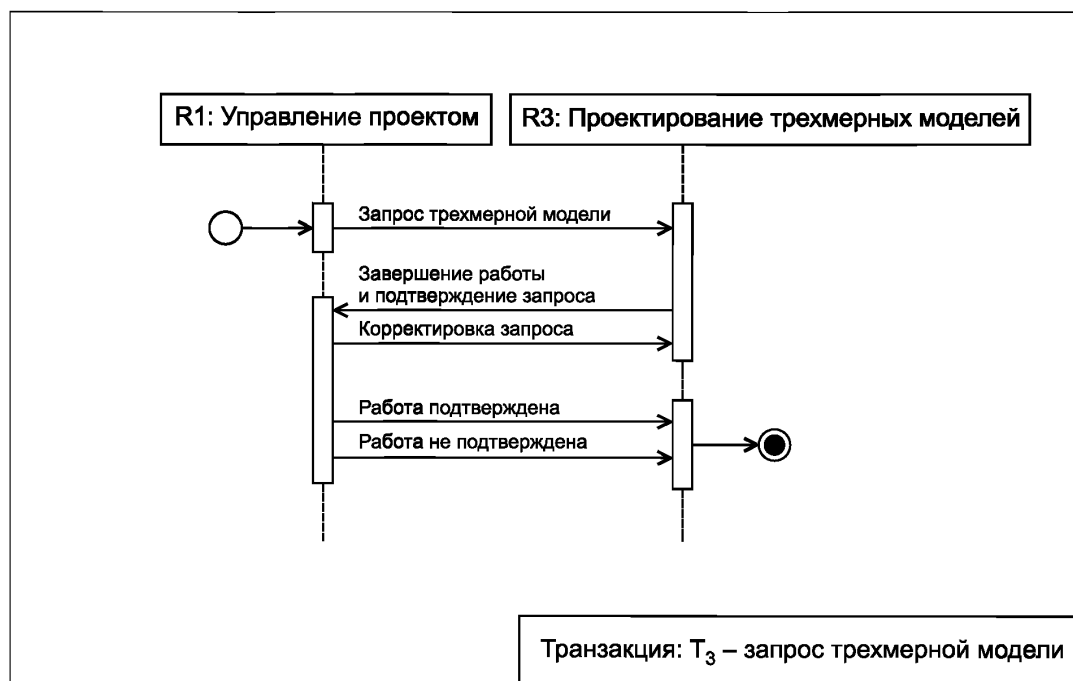 R1: Управление проектом
R3: Проектирование трехмерных моделей
Запрос трехмерной модели
Завершение работы
и подтверждение запроса
Корректировка запроса
Работа подтверждена
Работа не подтверждена
Транзакция: T₃ – запрос трехмерной модели